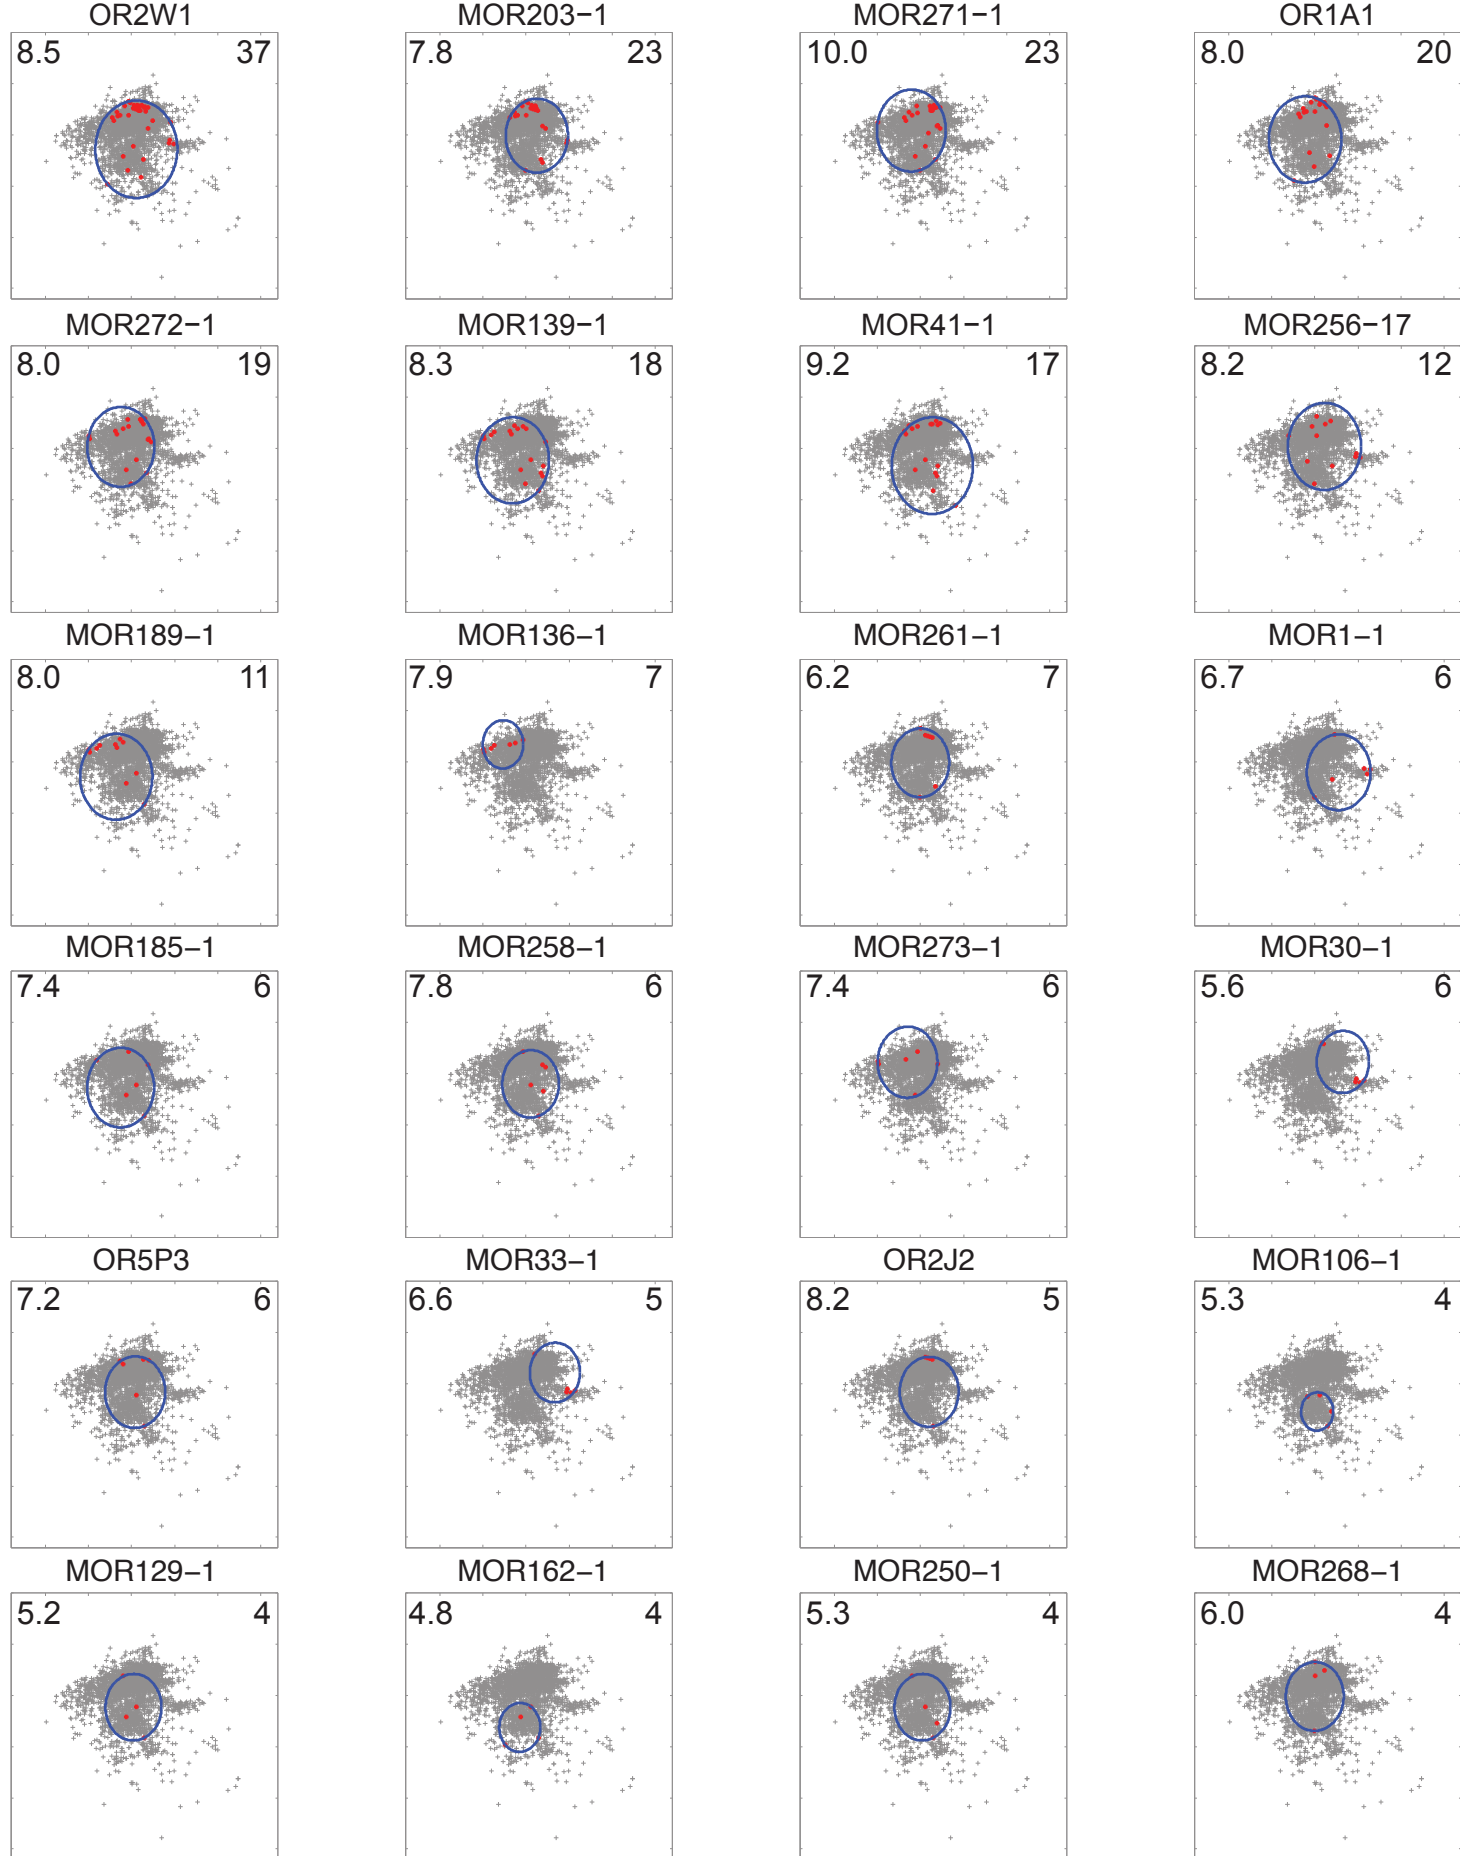 OR2W1 MOR203−1 MOR271−1 OR1A1
8.5 37 7.8 23 10.0 23 8.0 20
MOR272−1 MOR139−1 MOR41−1 MOR256−17
8.0 19 8.3 18 9.2 17 8.2 12
MOR189−1 MOR136−1 MOR261−1 MOR1−1
8.0 11 7.9 7 6.2 7 6.7 6
MOR185−1 MOR258−1 MOR273−1 MOR30−1
7.4 6 7.8 6 7.4 6 5.6 6
OR5P3 MOR33−1 OR2J2 MOR106−1
7.2 6 6.6 5 8.2 5 5.3 4
MOR129−1 MOR162−1 MOR250−1 MOR268−1
5.2 4 4.8 4 5.3 4 6.0 4